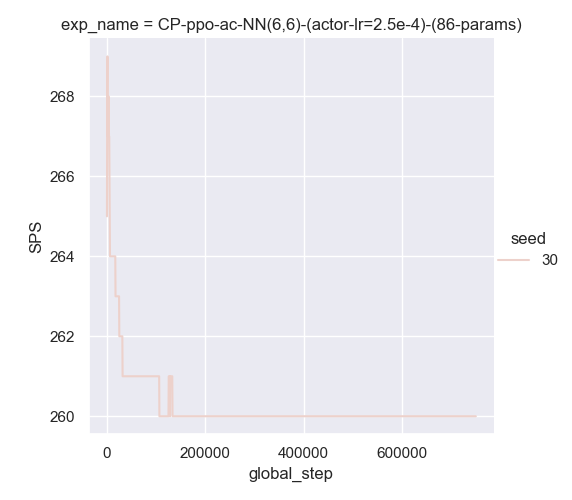 exp_name = CP-ppo-ac-NN(6,6)-(actor-lr=2.5e-4)-(86-params)
268
266
264
262
260
SPS
seed
30
0
200000
400000
600000
global_step